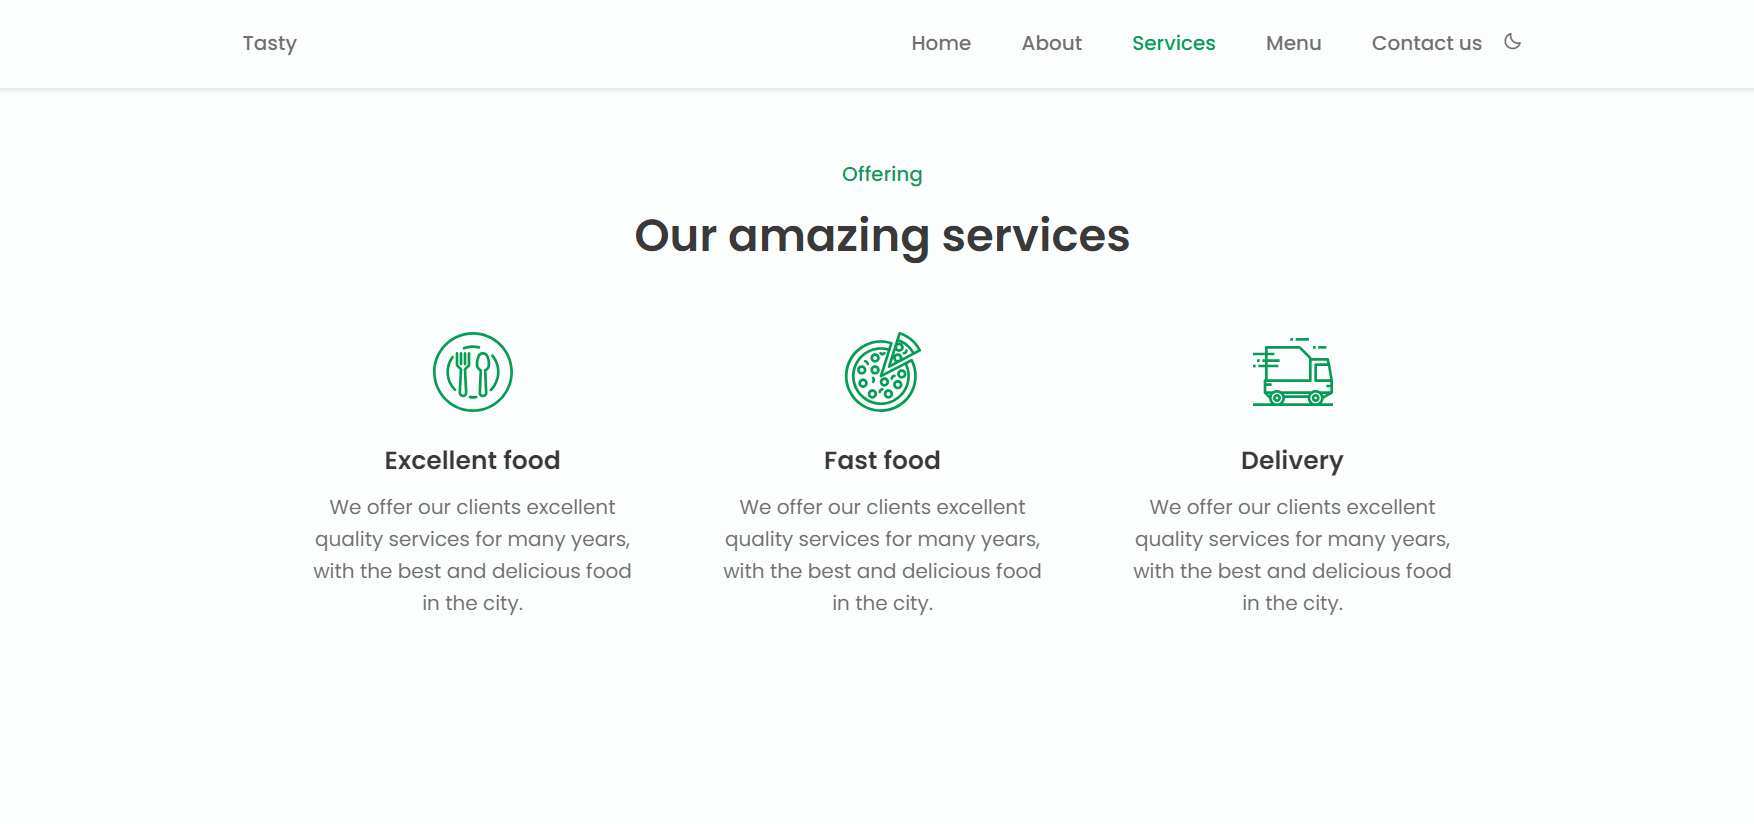 Tasty
Home About Services Menu Contact us
Offering
Our amazing services
Excellent food
We offer our clients excellent
quality services for many years,
with the best and delicious food
in the city.
Fast food
We offer our clients excellent
quality services for many years,
with the best and delicious food
in the city.
Delivery
We offer our clients excellent
quality services for many years,
with the best and delicious food
in the city.